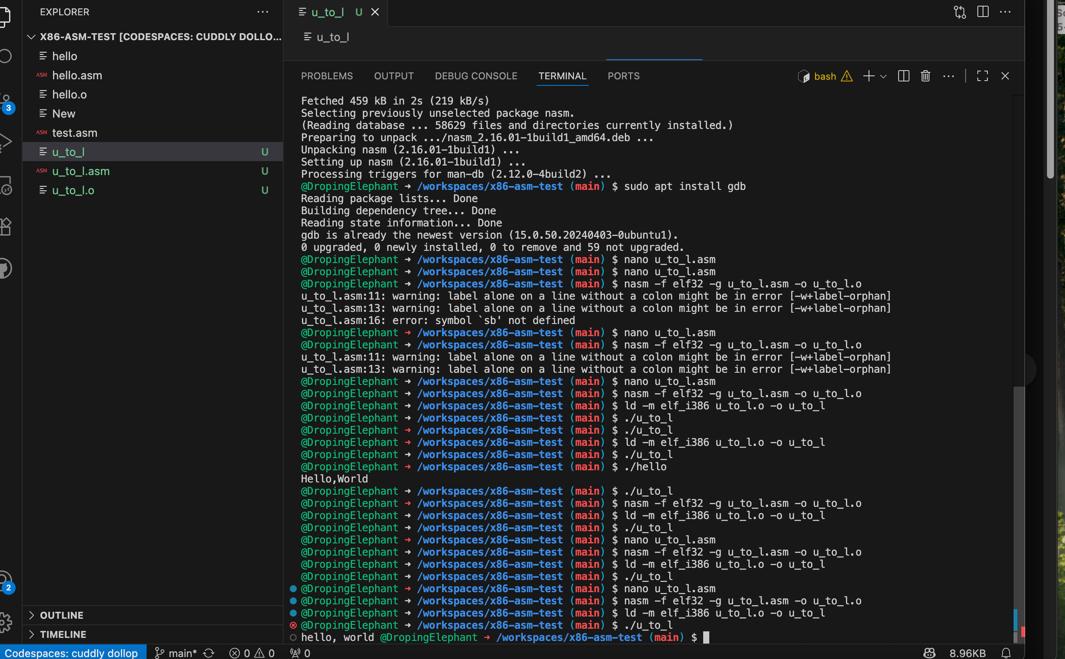 EXPLORER ···
X86-ASM-TEST [CODESPACES: CUDDLY DOLLO...
hello
ASM hello.asm
hello.o
New
ASM test.asm
u_to_l U
ASM u_to_l.asm U
u_to_l.o U
OUTLINE
TIMELINE
3
2
u_to_l U
u_to_l
PROBLEMS OUTPUT DEBUG CONSOLE TERMINAL PORTS
bash
Fetched 459 kB in 2s (219 kB/s)
Selecting previously unselected package nasm.
(Reading database ... 58629 files and directories currently installed.)
Preparing to unpack .../nasm_2.16.01-1build1_amd64.deb ...
Unpacking nasm (2.16.01-1build1) ...
Setting up nasm (2.16.01-1build1) ...
Processing triggers for man-db (2.12.0-4build2) ...
@DropingElephant → /workspaces/x86-asm-test (main) $ sudo apt install gdb
Reading package lists... Done
Building dependency tree... Done
Reading state information... Done
gdb is already the newest version (15.0.50.20240403-0ubuntu1).
0 upgraded, 0 newly installed, 0 to remove and 59 not upgraded.
@DropingElephant → /workspaces/x86-asm-test (main) $ nano u_to_l.asm
@DropingElephant → /workspaces/x86-asm-test (main) $ nano u_to_l.asm
@DropingElephant → /workspaces/x86-asm-test (main) $ nasm -f elf32 -g u_to_l.asm -o u_to_l.o
u_to_l.asm:11: warning: label alone on a line without a colon might be in error [-w+label-orphan]
u_to_l.asm:13: warning: label alone on a line without a colon might be in error [-w+label-orphan]
u_to_l.asm:16: error: symbol `sb' not defined
@DropingElephant → /workspaces/x86-asm-test (main) $ nano u_to_l.asm
@DropingElephant → /workspaces/x86-asm-test (main) $ nasm -f elf32 -g u_to_l.asm -o u_to_l.o
u_to_l.asm:11: warning: label alone on a line without a colon might be in error [-w+label-orphan]
u_to_l.asm:13: warning: label alone on a line without a colon might be in error [-w+label-orphan]
@DropingElephant → /workspaces/x86-asm-test (main) $ nano u_to_l.asm
@DropingElephant → /workspaces/x86-asm-test (main) $ nasm -f elf32 -g u_to_l.asm -o u_to_l.o
@DropingElephant → /workspaces/x86-asm-test (main) $ ld -m elf_i386 u_to_l.o -o u_to_l
@DropingElephant → /workspaces/x86-asm-test (main) $ ./u_to_l
@DropingElephant → /workspaces/x86-asm-test (main) $ ./u_to_l
@DropingElephant → /workspaces/x86-asm-test (main) $ ld -m elf_i386 u_to_l.o -o u_to_l
@DropingElephant → /workspaces/x86-asm-test (main) $ ./u_to_l
@DropingElephant → /workspaces/x86-asm-test (main) $ ./hello
Hello,World
@DropingElephant → /workspaces/x86-asm-test (main) $ ./u_to_l
@DropingElephant → /workspaces/x86-asm-test (main) $ nasm -f elf32 -g u_to_l.asm -o u_to_l.o
@DropingElephant → /workspaces/x86-asm-test (main) $ ld -m elf_i386 u_to_l.o -o u_to_l
@DropingElephant → /workspaces/x86-asm-test (main) $ ./u_to_l
@DropingElephant → /workspaces/x86-asm-test (main) $ nano u_to_l.asm
@DropingElephant → /workspaces/x86-asm-test (main) $ nasm -f elf32 -g u_to_l.asm -o u_to_l.o
@DropingElephant → /workspaces/x86-asm-test (main) $ ld -m elf_i386 u_to_l.o -o u_to_l
@DropingElephant → /workspaces/x86-asm-test (main) $ ./u_to_l
@DropingElephant → /workspaces/x86-asm-test (main) $ nano u_to_l.asm
@DropingElephant → /workspaces/x86-asm-test (main) $ nasm -f elf32 -g u_to_l.asm -o u_to_l.o
@DropingElephant → /workspaces/x86-asm-test (main) $ ld -m elf_i386 u_to_l.o -o u_to_l
@DropingElephant → /workspaces/x86-asm-test (main) $ ./u_to_l
hello, world @DropingElephant → /workspaces/x86-asm-test (main) $
Codespaces: cuddly dollop main* 0 0 0 8.96KB